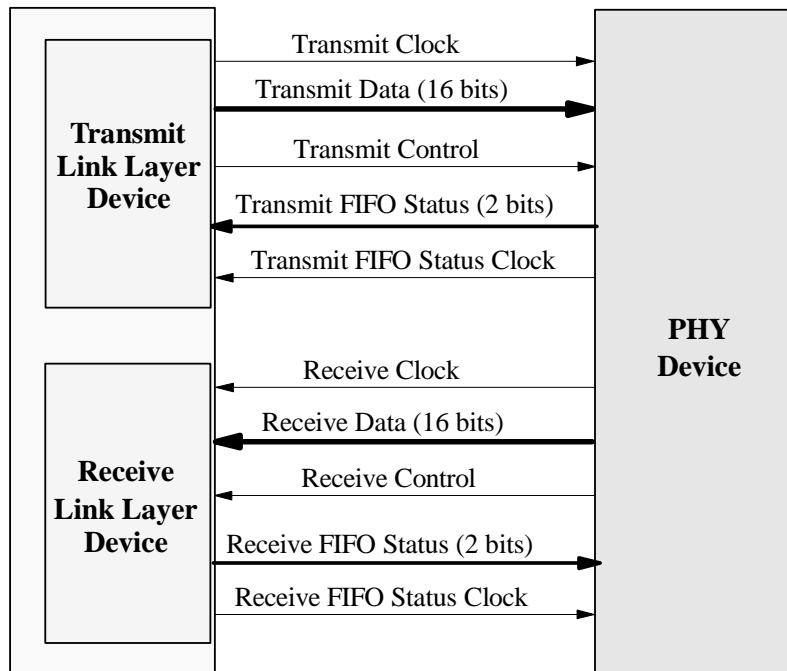 Transmit Clock
Transmit Data (16 bits)
Transmit
Link Layer
Device
Transmit Control
Transmit FIFO Status (2 bits)
Transmit FIFO Status Clock
PHY
Device
Receive Clock
Receive Data (16 bits)
Receive
Link Layer
Device
Receive Control
Receive FIFO Status (2 bits)
Receive FIFO Status Clock